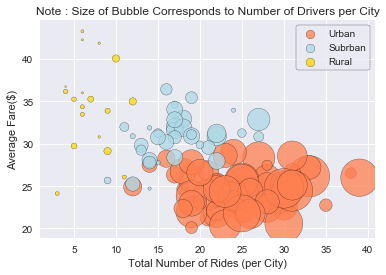 Note : Size of Bubble Corresponds to Number of Drivers per City
Urban
Subrban
Rural
Average Fare($)
40
35
30
25
20
5
10
15
20
25
30
35
40
Total Number of Rides (per City)